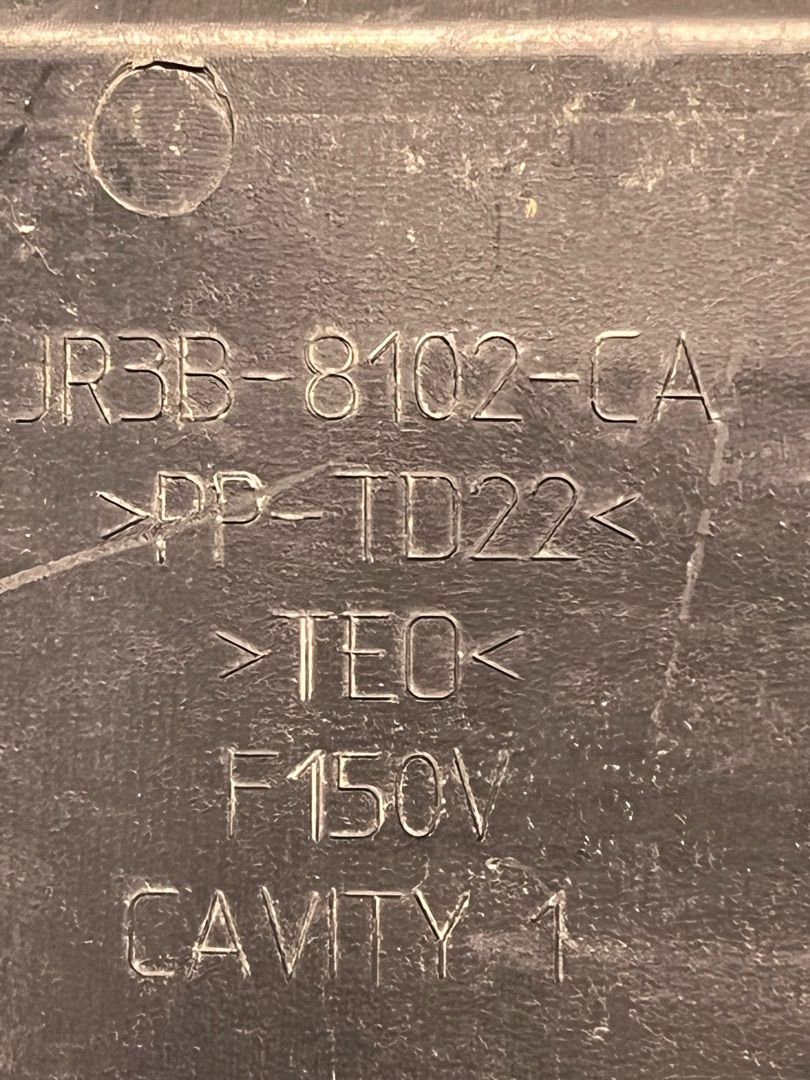 JR3B-8102-CA
>PP-TD22<
>TEO<
F150V
CAVITY 1